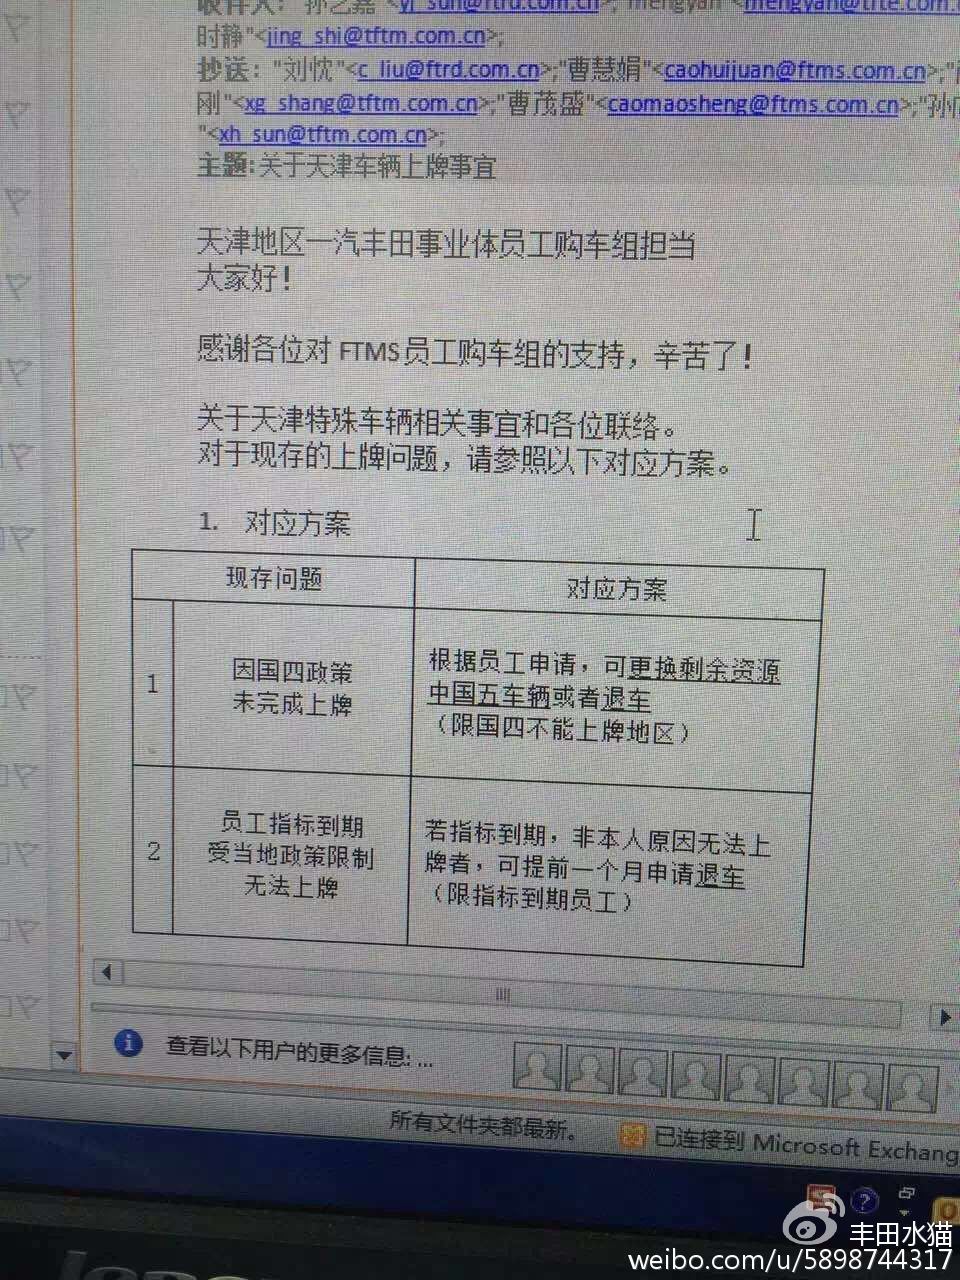 收件人: 孙艺嘉"<yj_sun@ftrd.com.cn>; "mengyan"<mengyan@tfte.com.
时静"<jing_shi@tftm.com.cn>;
抄送: "刘忱"<c_liu@ftrd.com.cn>;"曹慧娟"<caohuijuan@ftms.com.cn>;
刚"<xg_shang@tftm.com.cn>;"曹茂盛"<caomaosheng@ftms.com.cn>;"孙
"<xh_sun@tftm.com.cn>;
主题:关于天津车辆上牌事宜
天津地区一汽丰田事业体员工购车组担当
大家好！
感谢各位对 FTMS 员工购车组的支持，辛苦了！
关于天津特殊车辆相关事宜和各位联络。
对于现存的上牌问题，请参照以下对应方案。
1. 对应方案
现存问题
对应方案
1
因国四政策
未完成上牌
根据员工申请，可更换剩余资源
中国五车辆或者退车
（限国四不能上牌地区）
2
员工指标到期
受当地政策限制
无法上牌
若指标到期，非本人原因无法上
牌者，可提前一个月申请退车
（限指标到期员工）
查看以下用户的更多信息: ...
所有文件夹都最新。
已连接到 Microsoft Exchang
丰田水猫
weibo.com/u/5898744317